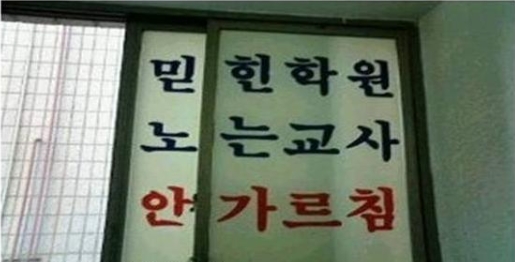 믿 힌학원
노 는교사
안 가르침